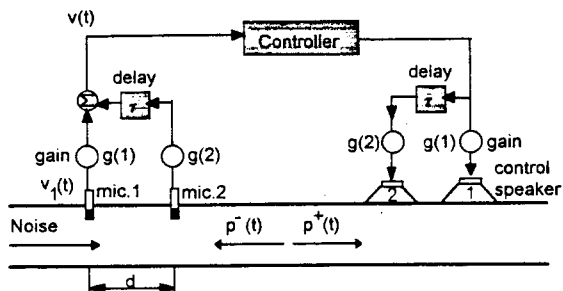 v(t)
Controller
delay
delay
Σ
τ
τ
gain
g(1)
g(2)
g(2)
g(1)
gain
v₁(t)
mic.1
mic.2
control
speaker
2
1
Noise
p⁻(t)
p⁺(t)
d